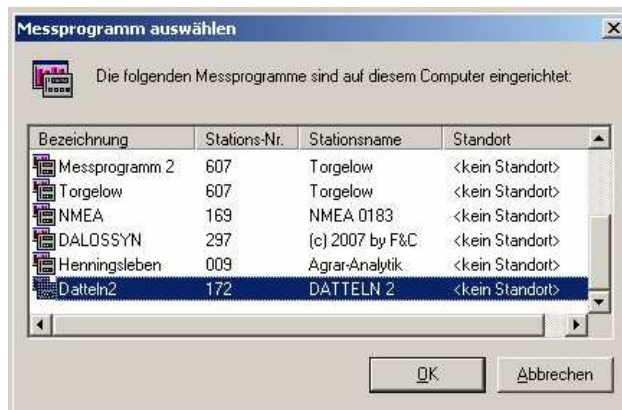 Messprogramm auswählen
Die folgenden Messprogramme sind auf diesem Computer eingerichtet:
Bezeichnung Stations-Nr. Stationsname Standort
Messprogramm 2 607 Torgelow <kein Standort>
Torgelow 607 Torgelow <kein Standort>
NMEA 169 NMEA 0183 <kein Standort>
DALOSSYN 297 (c) 2007 by F&C <kein Standort>
Henningsleben 009 Agrar-Analytik <kein Standort>
Datteln2 172 DATTELN 2 <kein Standort>
OK Abbrechen